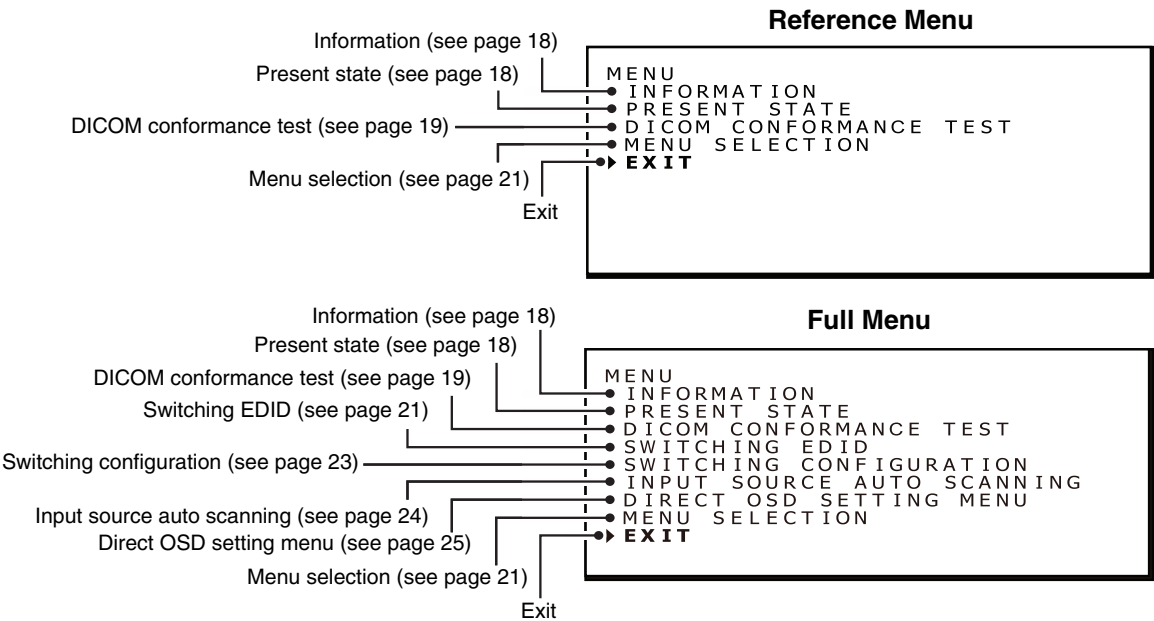 Reference Menu
Information (see page 18)
Present state (see page 18)
DICOM conformance test (see page 19)
Menu selection (see page 21)
Exit
MENU
INFORMATION
PRESENT STATE
DICOM CONFORMANCE TEST
MENU SELECTION
EXIT
Full Menu
Information (see page 18)
Present state (see page 18)
DICOM conformance test (see page 19)
Switching EDID (see page 21)
Switching configuration (see page 23)
Input source auto scanning (see page 24)
Direct OSD setting menu (see page 25)
Menu selection (see page 21)
Exit
MENU
INFORMATION
PRESENT STATE
DICOM CONFORMANCE TEST
SWITCHING EDID
SWITCHING CONFIGURATION
INPUT SOURCE AUTO SCANNING
DIRECT OSD SETTING MENU
MENU SELECTION
EXIT